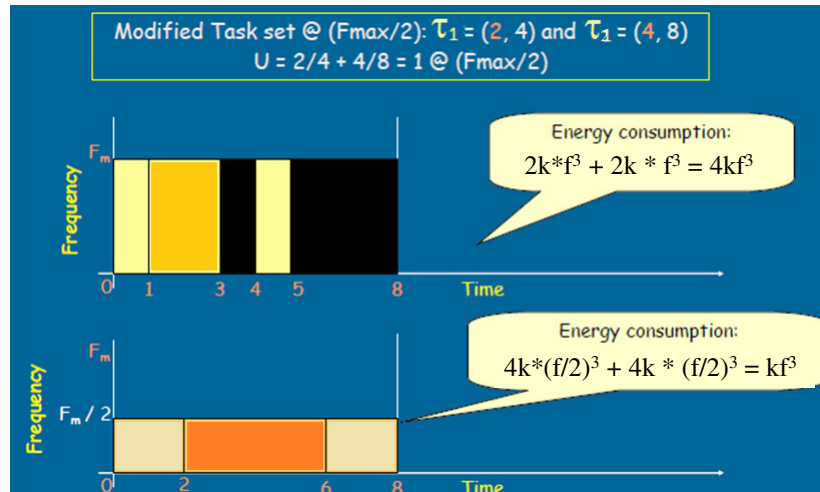 Modified Task set @ (Fmax/2): τ1 = (2, 4) and τ2 = (4, 8)
U = 2/4 + 4/8 = 1 @ (Fmax/2)
Energy consumption:
2k*f³ + 2k * f³ = 4kf³
Fm
Frequency
0 1 3 4 5 8 Time
Energy consumption:
4k*(f/2)³ + 4k * (f/2)³ = kf³
Fm
Fm / 2
Frequency
0 2 6 8 Time